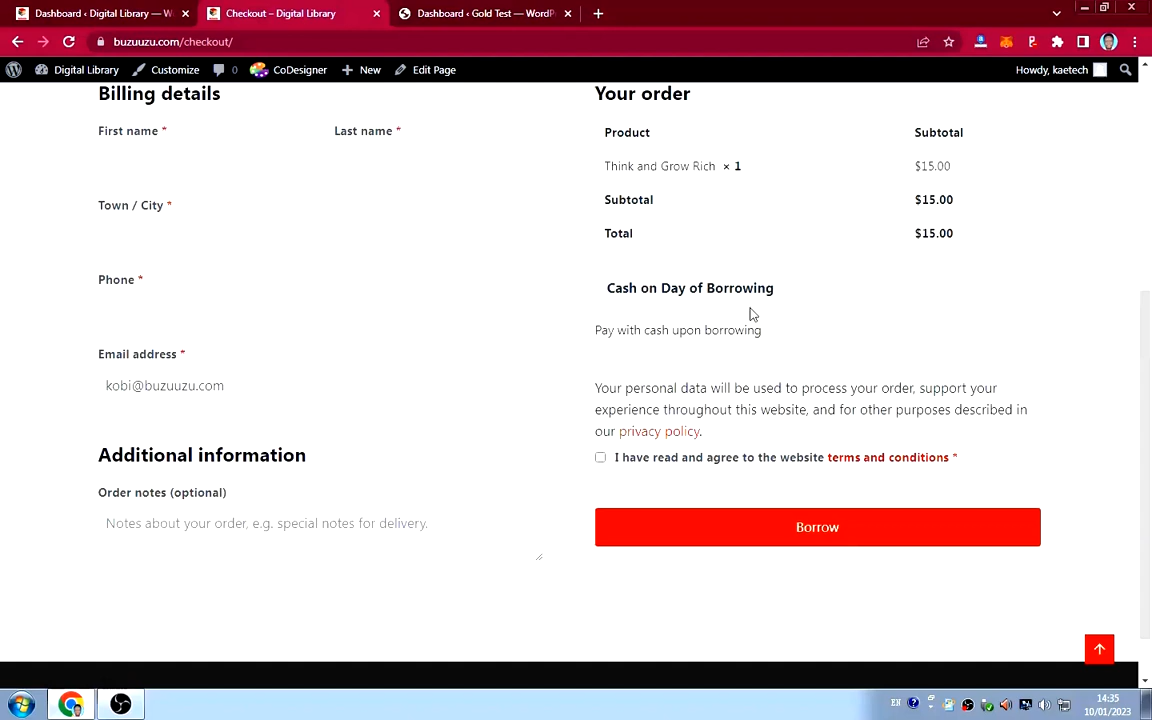 Dashboard ‹ Digital Library — W
Checkout – Digital Library
Dashboard ‹ Gold Test — WordP
buzuuzu.com/checkout/
Digital Library
Customize
0
CoDesigner
New
Edit Page
Howdy, kaetech
Billing details
First name *
Last name *
Town / City *
Phone *
Email address *
kobi@buzuuzu.com
Additional information
Order notes (optional)
Notes about your order, e.g. special notes for delivery.
Your order
Product Subtotal
Think and Grow Rich × 1 $15.00
Subtotal $15.00
Total $15.00
Cash on Day of Borrowing
Pay with cash upon borrowing
Your personal data will be used to process your order, support your
experience throughout this website, and for other purposes described in
our privacy policy.
I have read and agree to the website terms and conditions *
Borrow
EN
14:35
10/01/2023